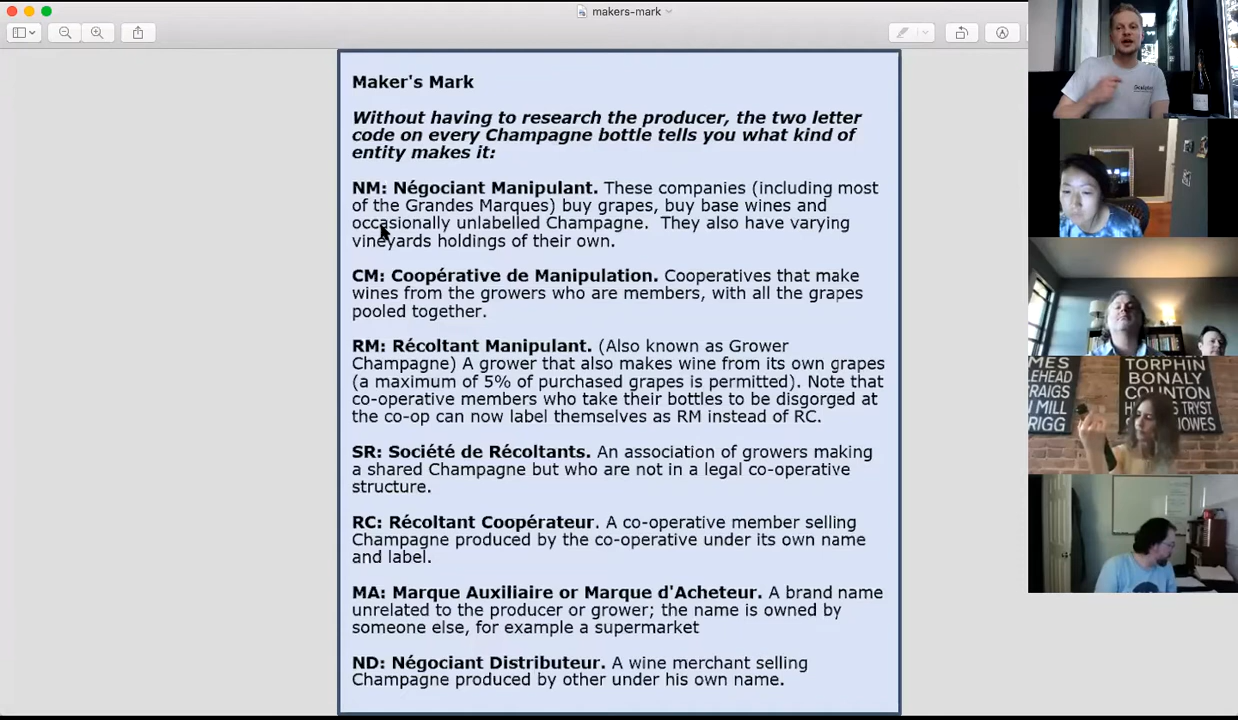 makers-mark
Maker's Mark
Without having to research the producer, the two letter
code on every Champagne bottle tells you what kind of
entity makes it:
NM: Négociant Manipulant. These companies (including most
of the Grandes Marques) buy grapes, buy base wines and
occasionally unlabelled Champagne.  They also have varying
vineyards holdings of their own.
CM: Coopérative de Manipulation. Cooperatives that make
wines from the growers who are members, with all the grapes
pooled together.
RM: Récoltant Manipulant. (Also known as Grower
Champagne) A grower that also makes wine from its own grapes
(a maximum of 5% of purchased grapes is permitted). Note that
co-operative members who take their bottles to be disgorged at
the co-op can now label themselves as RM instead of RC.
SR: Société de Récoltants. An association of growers making
a shared Champagne but who are not in a legal co-operative
structure.
RC: Récoltant Coopérateur. A co-operative member selling
Champagne produced by the co-operative under its own name
and label.
MA: Marque Auxiliaire or Marque d'Acheteur. A brand name
unrelated to the producer or grower; the name is owned by
someone else, for example a supermarket
ND: Négociant Distributeur. A wine merchant selling
Champagne produced by other under his own name.
MES
LEHEAD
RAIGS
MILL
RIGG
TORPHIN
BONALY
COUNTON
TRYST
OWES